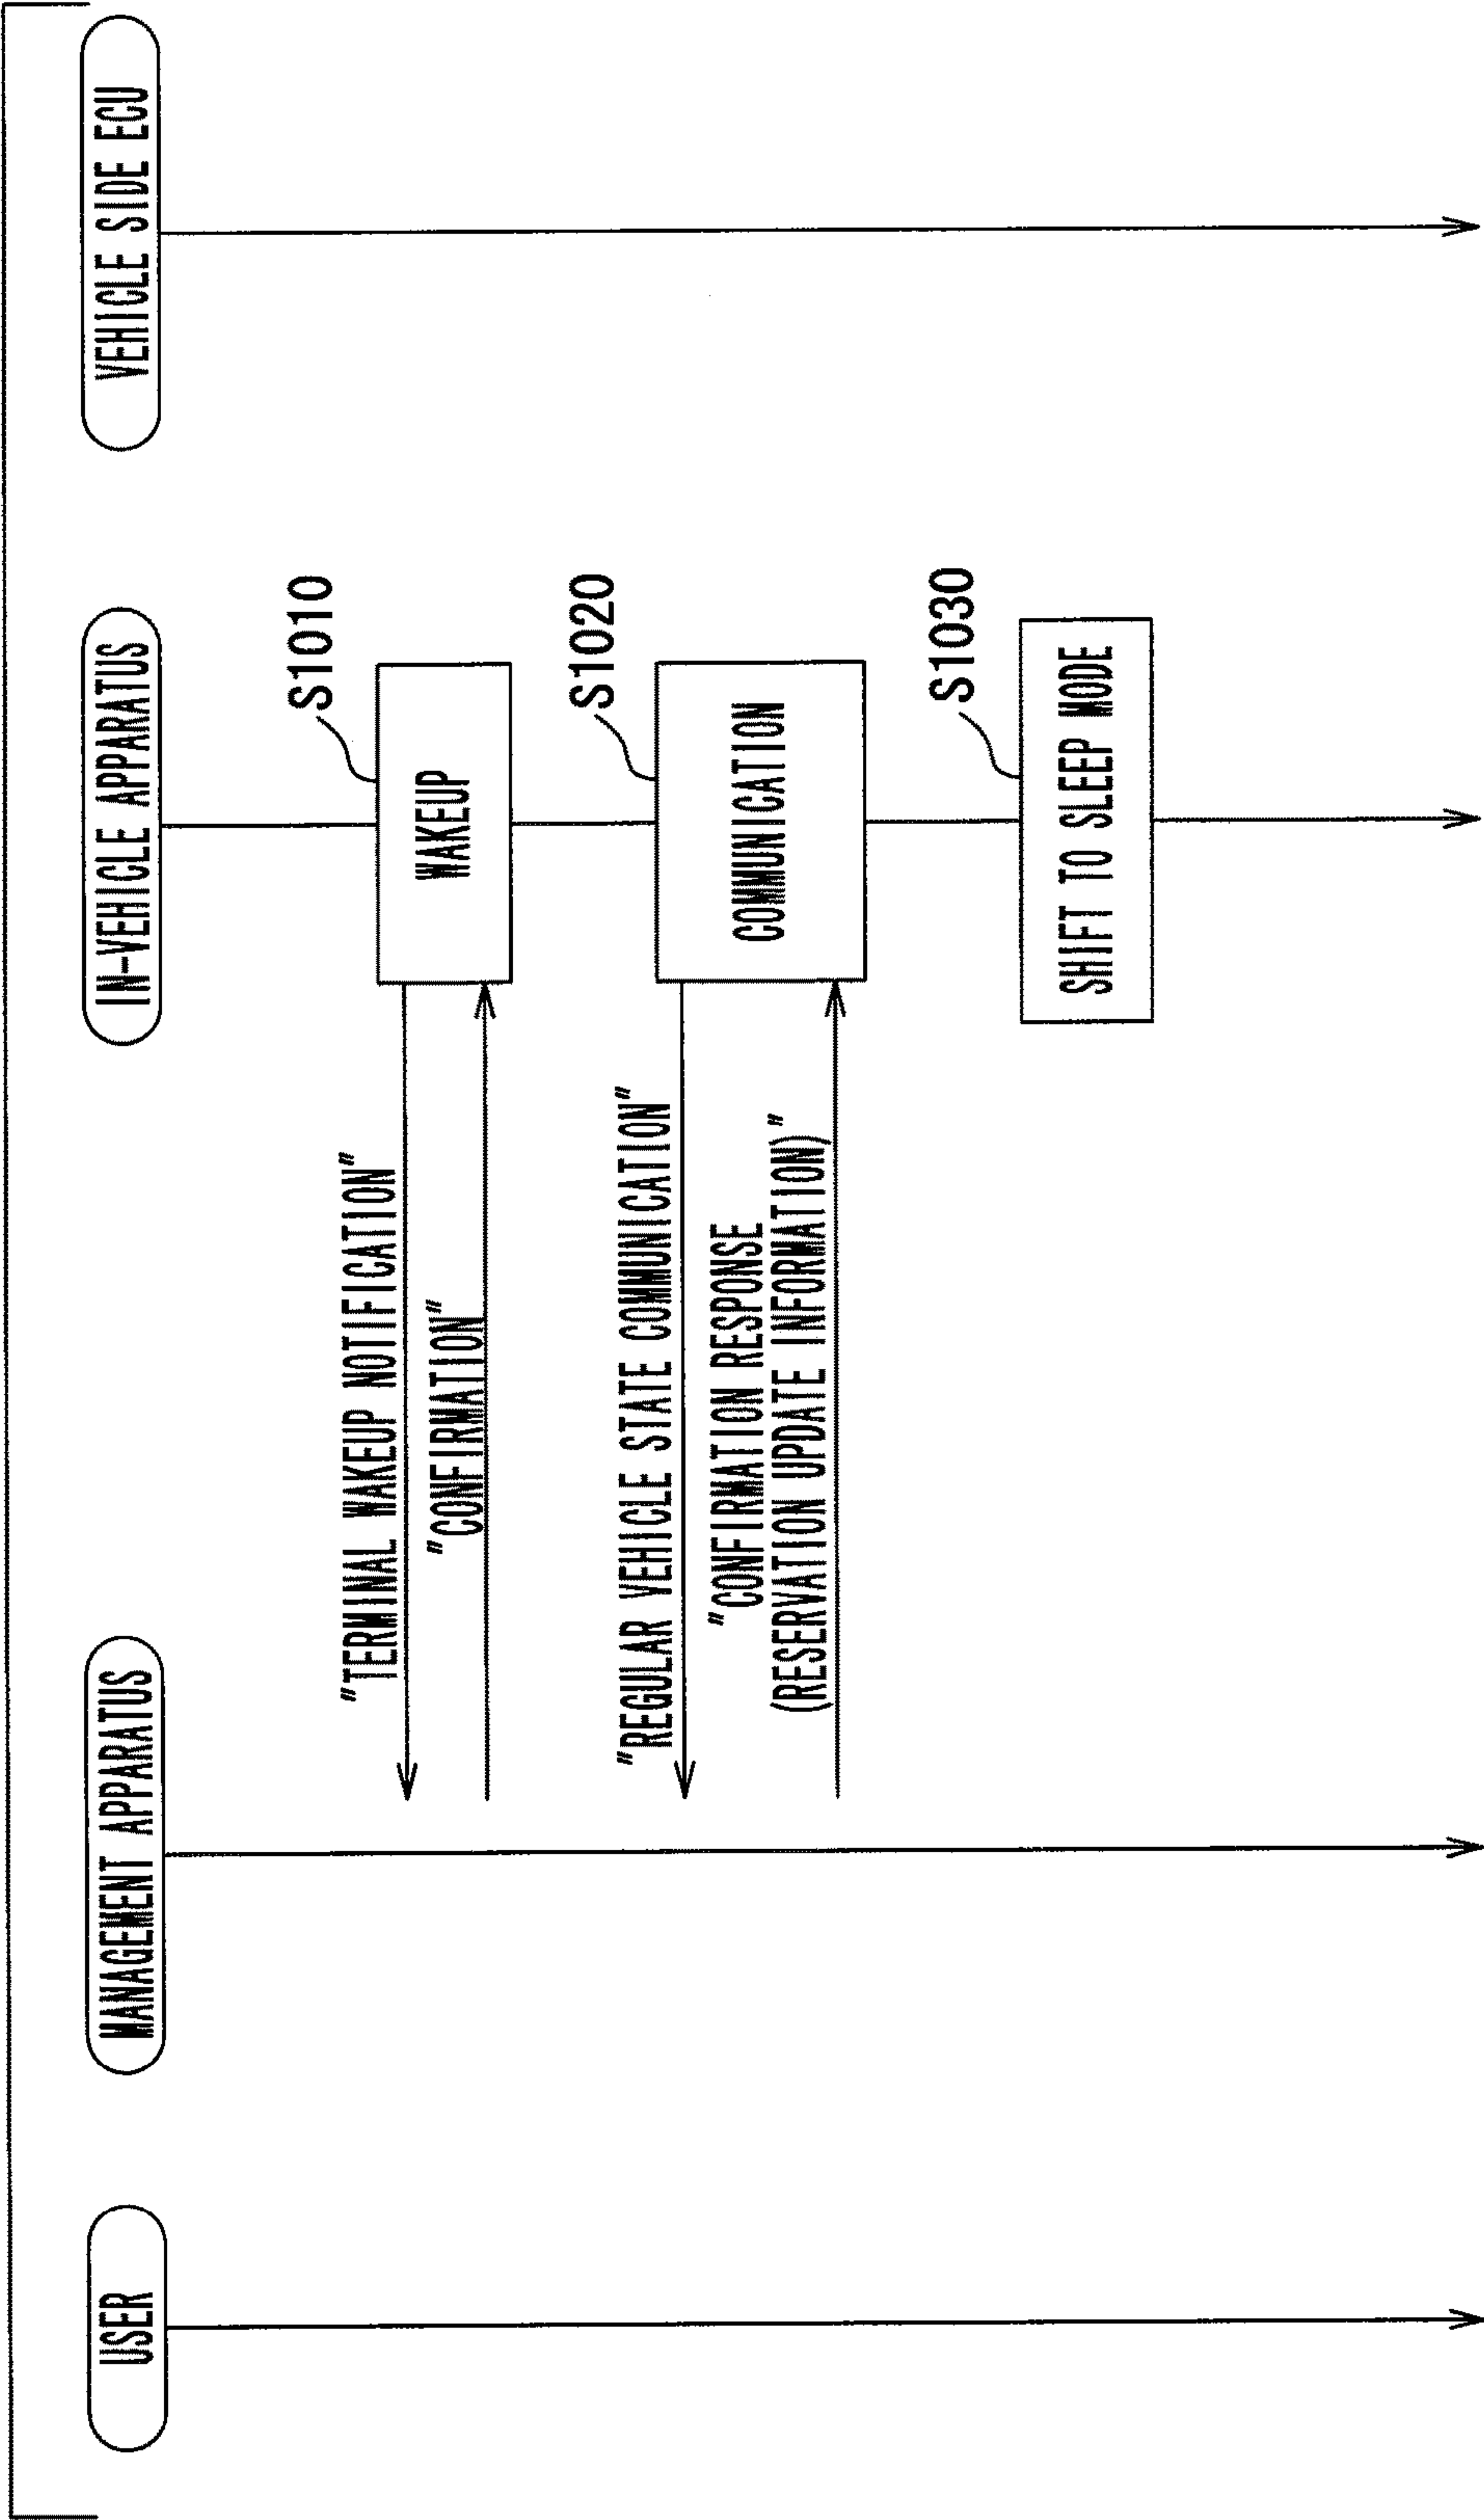 USER
MANAGEMENT APPARATUS
IN-VEHICLE APPARATUS
VEHICLE SIDE ECU
S1010
"TERMINAL WAKEUP NOTIFICATION"
WAKEUP
"CONFIRMATION"
S1020
"REGULAR VEHICLE STATE COMMUNICATION"
COMMUNICATION
"CONFIRMATION RESPONSE
(RESERVATION UPDATE INFORMATION)"
S1030
SHIFT TO SLEEP MODE